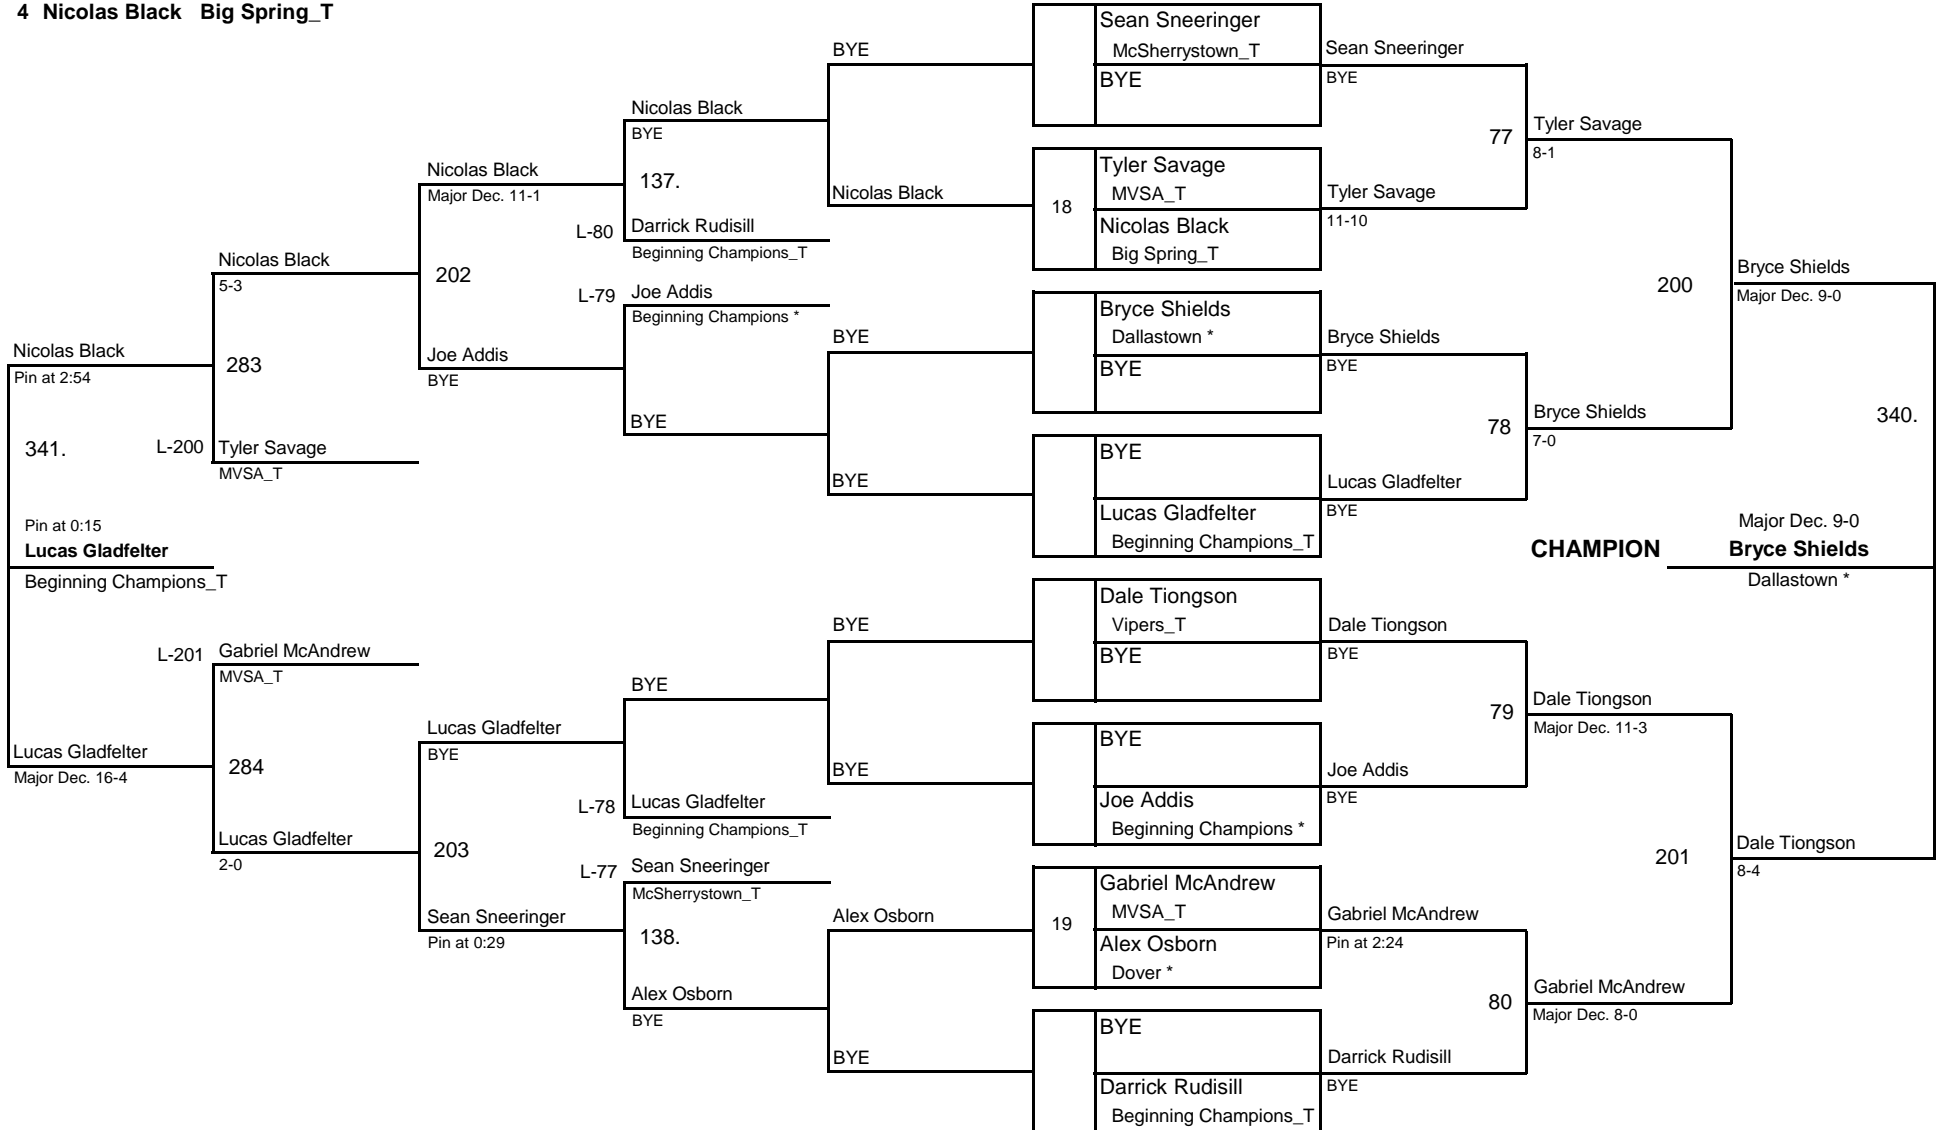 4 Nicolas Black Big Spring_T
Sean Sneeringer
McSherrystown_T
BYE
Tyler Savage
MVSA_T
18
Nicolas Black
Big Spring_T
Bryce Shields
Dallastown *
BYE
BYE
Lucas Gladfelter
Beginning Champions_T
Dale Tiongson
Vipers_T
BYE
BYE
Joe Addis
Beginning Champions *
Gabriel McAndrew
MVSA_T
19
Alex Osborn
Dover *
BYE
Darrick Rudisill
Beginning Champions_T
Sean Sneeringer
BYE
77
Tyler Savage
11-10
Bryce Shields
BYE
78
Lucas Gladfelter
BYE
Dale Tiongson
BYE
79
Joe Addis
BYE
Gabriel McAndrew
Pin at 2:24
80
Darrick Rudisill
BYE
Tyler Savage
8-1
200
Bryce Shields
7-0
Dale Tiongson
Major Dec. 11-3
201
Gabriel McAndrew
Major Dec. 8-0
Bryce Shields
Major Dec. 9-0
340.
Major Dec. 9-0
CHAMPION Bryce Shields
Dallastown *
Dale Tiongson
8-4
BYE
Nicolas Black
BYE
BYE
BYE
BYE
Alex Osborn
BYE
Nicolas Black
BYE
137.
L-80 Darrick Rudisill
Beginning Champions_T
L-79 Joe Addis
Beginning Champions *
BYE
BYE
L-78 Lucas Gladfelter
Beginning Champions_T
L-77 Sean Sneeringer
McSherrystown_T
138.
Alex Osborn
BYE
Nicolas Black
Major Dec. 11-1
202
Joe Addis
BYE
Lucas Gladfelter
BYE
203
Sean Sneeringer
Pin at 0:29
Nicolas Black
5-3
283
L-200 Tyler Savage
MVSA_T
L-201 Gabriel McAndrew
MVSA_T
284
Lucas Gladfelter
2-0
Nicolas Black
Pin at 2:54
341.
Pin at 0:15
Lucas Gladfelter
Beginning Champions_T
Lucas Gladfelter
Major Dec. 16-4